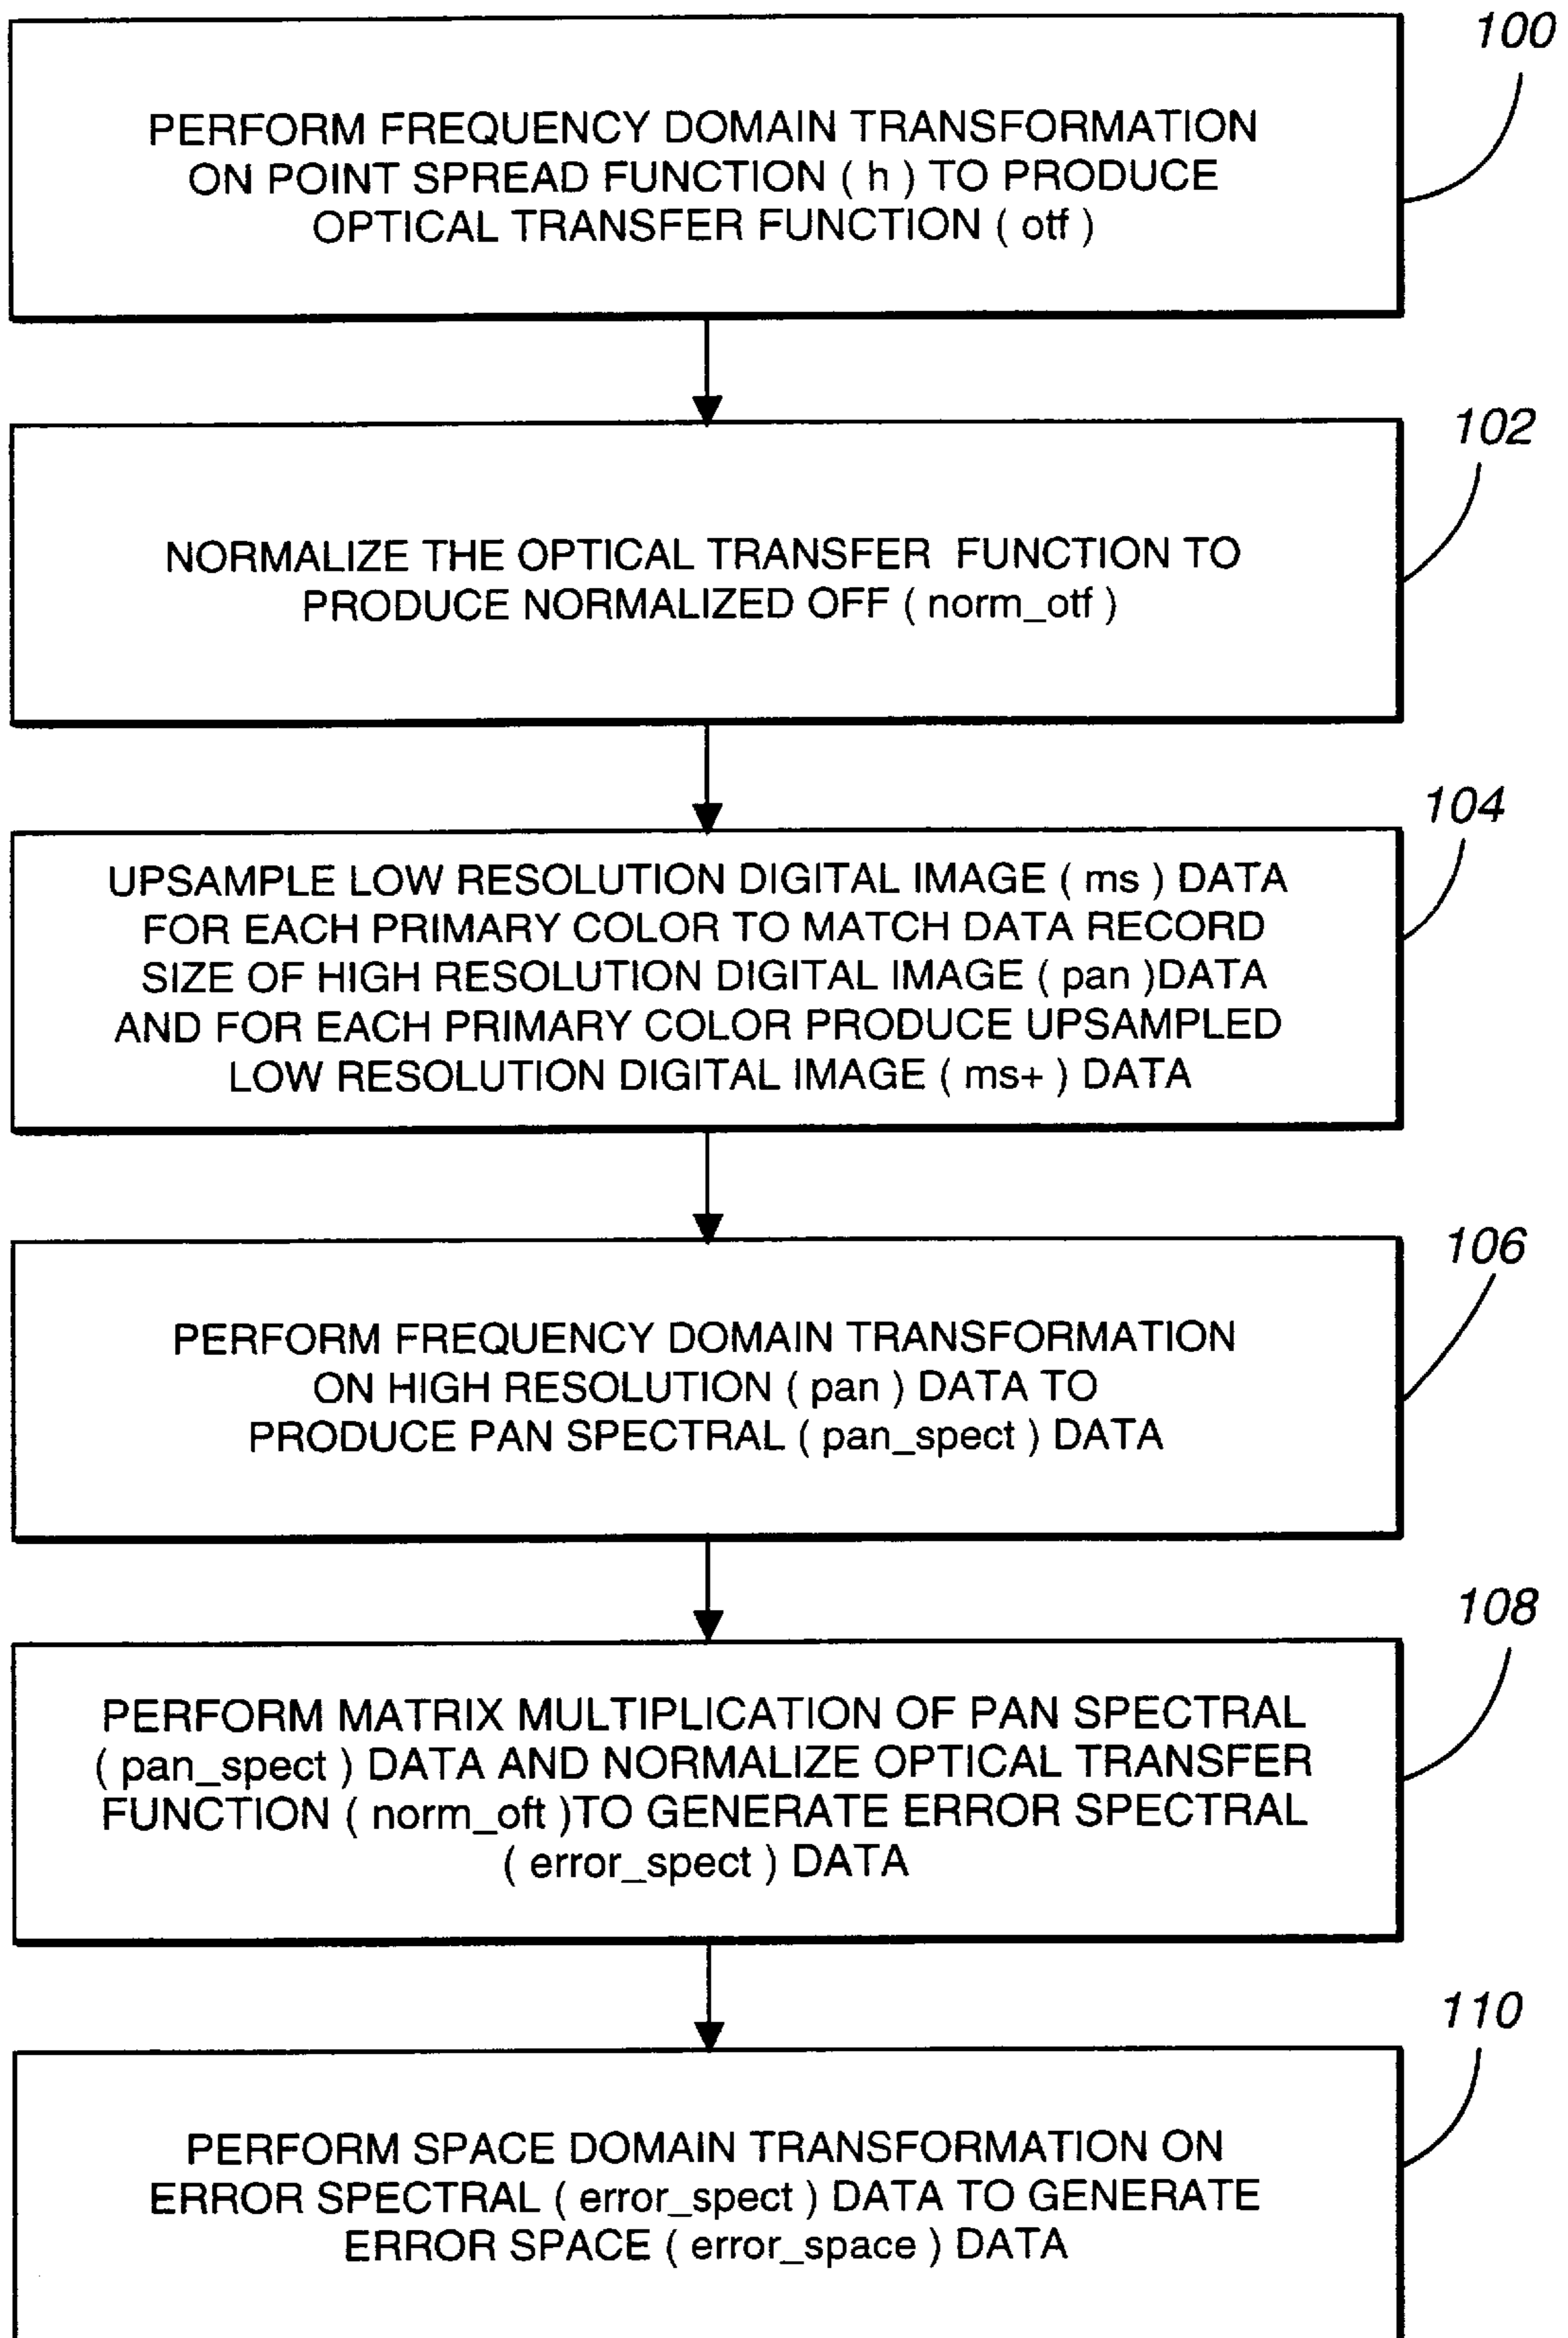 100
PERFORM FREQUENCY DOMAIN TRANSFORMATION
ON POINT SPREAD FUNCTION ( h ) TO PRODUCE
OPTICAL TRANSFER FUNCTION ( otf )
102
NORMALIZE THE OPTICAL TRANSFER FUNCTION TO
PRODUCE NORMALIZED OFF ( norm_otf )
104
UPSAMPLE LOW RESOLUTION DIGITAL IMAGE ( ms ) DATA
FOR EACH PRIMARY COLOR TO MATCH DATA RECORD
SIZE OF HIGH RESOLUTION DIGITAL IMAGE ( pan )DATA
AND FOR EACH PRIMARY COLOR PRODUCE UPSAMPLED
LOW RESOLUTION DIGITAL IMAGE ( ms+ ) DATA
106
PERFORM FREQUENCY DOMAIN TRANSFORMATION
ON HIGH RESOLUTION ( pan ) DATA TO
PRODUCE PAN SPECTRAL ( pan_spect ) DATA
108
PERFORM MATRIX MULTIPLICATION OF PAN SPECTRAL
( pan_spect ) DATA AND NORMALIZE OPTICAL TRANSFER
FUNCTION ( norm_oft )TO GENERATE ERROR SPECTRAL
( error_spect ) DATA
110
PERFORM SPACE DOMAIN TRANSFORMATION ON
ERROR SPECTRAL ( error_spect ) DATA TO GENERATE
ERROR SPACE ( error_space ) DATA